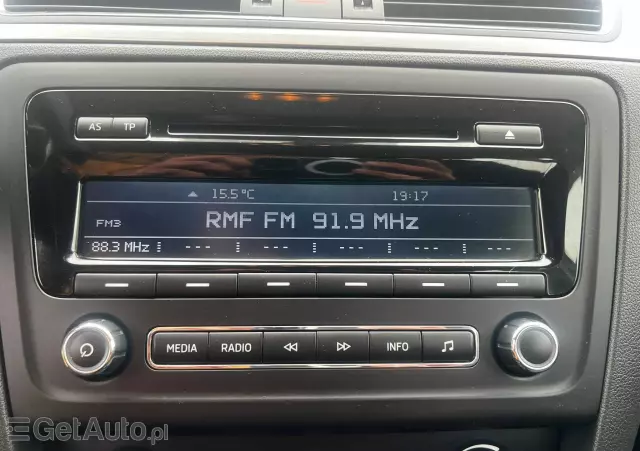 AS TP
15.5°C 19:17
FM3 RMF FM 91.9 MHz
88.3 MHz --- --- --- --- ---
MEDIA RADIO INFO
GetAuto.pl